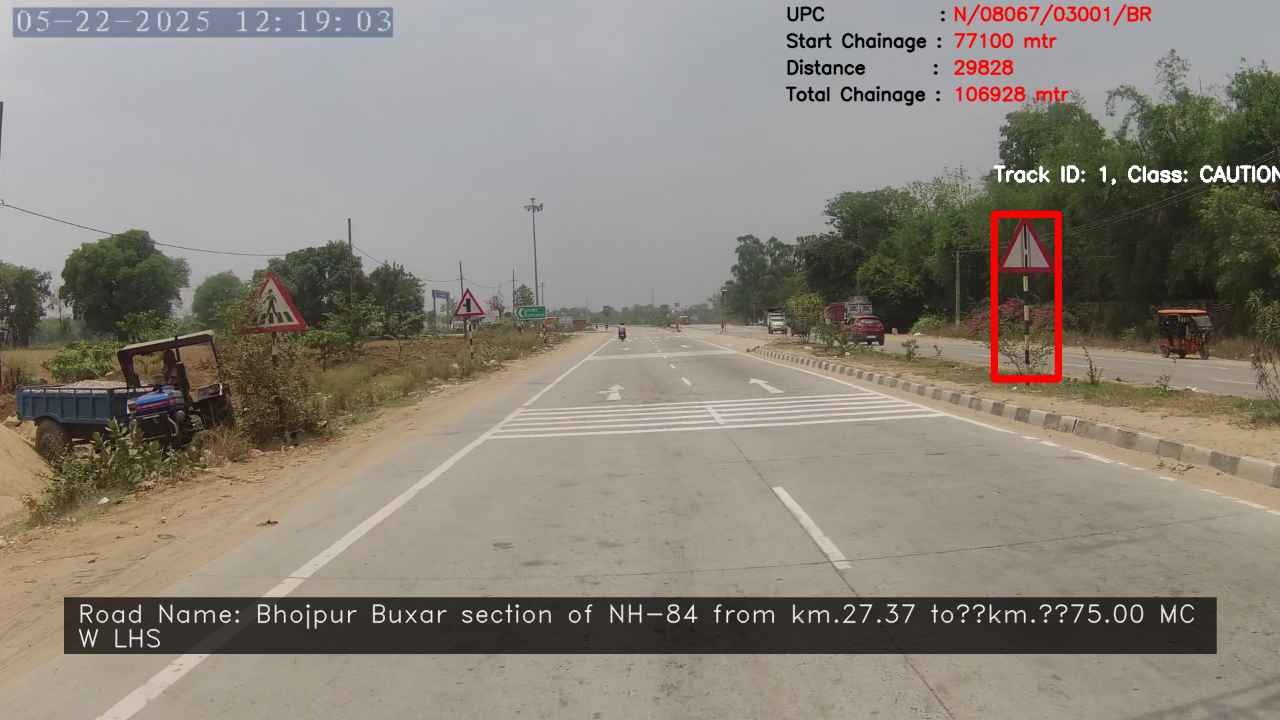 05-22-2025 12:19:03
UPC : N/08067/03001/BR
Start Chainage : 77100 mtr
Distance : 29828
Total Chainage : 106928 mtr
Track ID: 1, Class: CAUTION
Road Name: Bhojpur Buxar section of NH-84 from km.27.37 to??km.??75.00 MC
W LHS